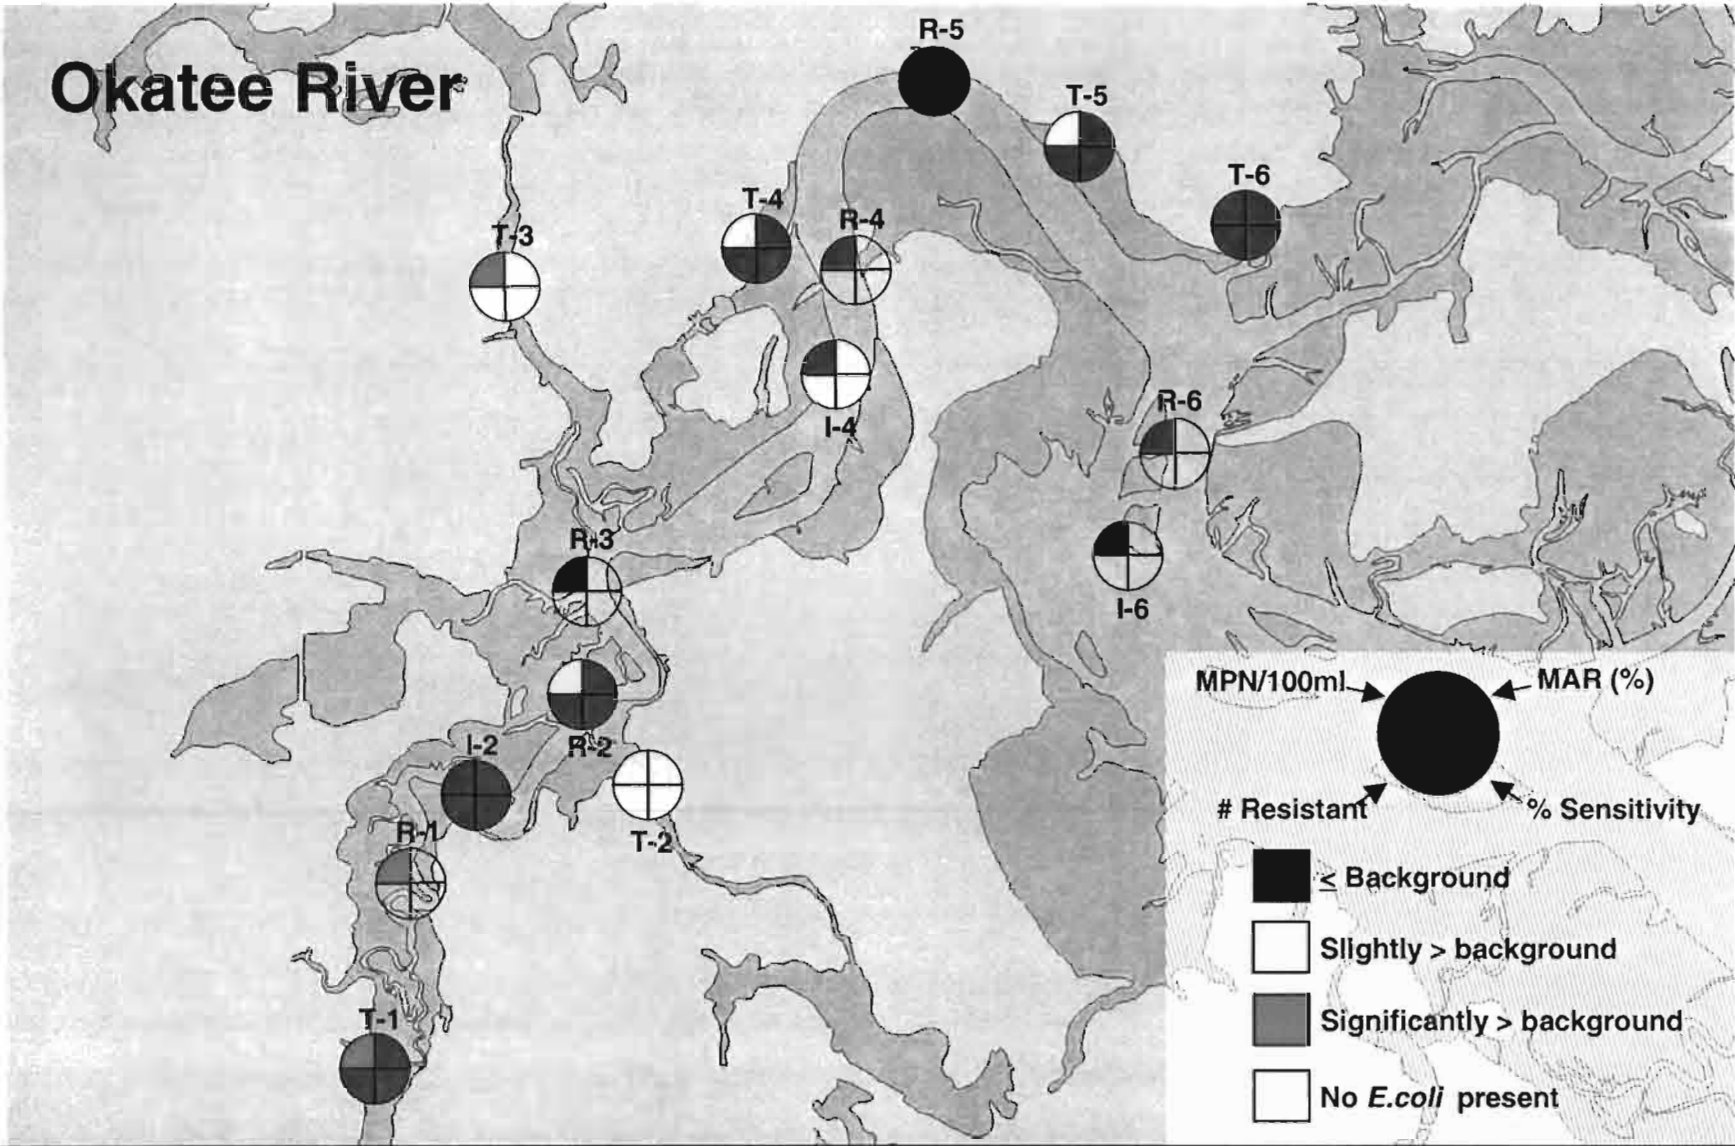 Okatee River
R-5
T-5
T-6
T-4
R-4
T-3
I-4
R-6
R-3
I-6
R-2
I-2
T-2
R-1
T-1
MPN/100ml
MAR (%)
# Resistant
% Sensitivity
≤ Background
Slightly > background
Significantly > background
No E.coli present